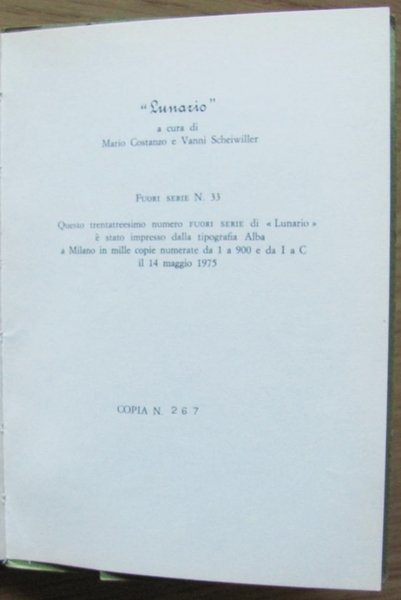 "Lunario"
a cura di
Mario Costanzo e Vanni Scheiwiller
FUORI SERIE N. 33
Questo trentatreesimo numero FUORI SERIE di « Lunario »
è stato impresso dalla tipografia Alba
a Milano in mille copie numerate da 1 a 900 e da I a C
il 14 maggio 1975
COPIA N. 267